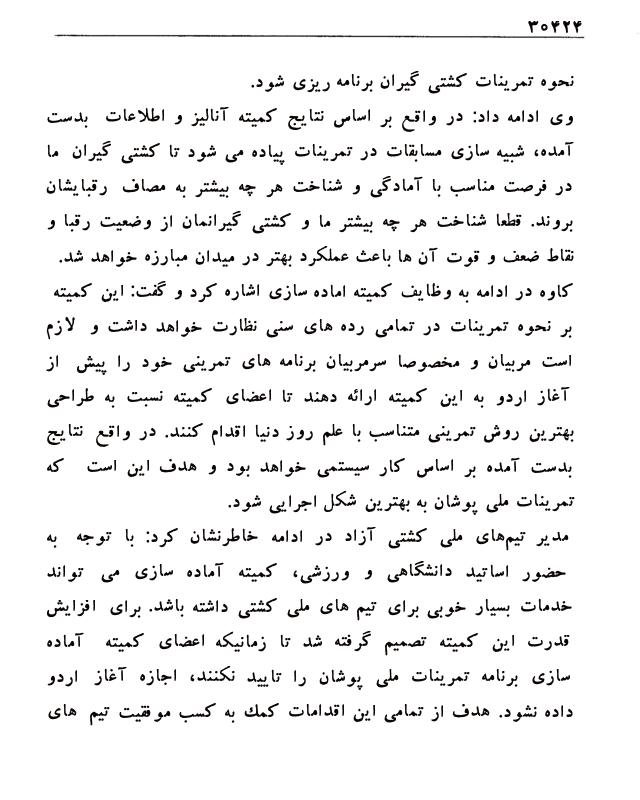 ۳۰۴۲۴
نحوه تمرینات کشتی گیران برنامه ریزی شود.
وی ادامه داد: در واقع بر اساس نتایج کمیته آنالیز و اطلاعات بدست
آمده، شبیه سازی مسابقات در تمرینات پیاده می شود تا کشتی گیران ما
در فرصت مناسب با آمادگی و شناخت هر چه بیشتر به مصاف رقبایشان
بروند. قطعا شناخت هر چه بیشتر ما و کشتی گیرانمان از وضعیت رقبا و
نقاط ضعف و قوت آن ها باعث عملکرد بهتر در میدان مبارزه خواهد شد.
کاوه در ادامه به وظایف کمیته اماده سازی اشاره کرد و گفت: این کمیته
بر نحوه تمرینات در تمامی رده های سنی نظارت خواهد داشت و لازم
است مربیان و مخصوصا سرمربیان برنامه های تمرینی خود را پیش از
آغاز اردو به این کمیته ارائه دهند تا اعضای کمیته نسبت به طراحی
بهترین روش تمرینی متناسب با علم روز دنیا اقدام کنند. در واقع نتایج
بدست آمده بر اساس کار سیستمی خواهد بود و هدف این است که
تمرینات ملی پوشان به بهترین شکل اجرایی شود.
مدیر تیم‌های ملی کشتی آزاد در ادامه خاطرنشان کرد: با توجه به
حضور اساتید دانشگاهی و ورزشی، کمیته آماده سازی می تواند
خدمات بسیار خوبی برای تیم های ملی کشتی داشته باشد. برای افزایش
قدرت این کمیته تصمیم گرفته شد تا زمانیکه اعضای کمیته آماده
سازی برنامه تمرینات ملی پوشان را تایید نکنند، اجازه آغاز اردو
داده نشود. هدف از تمامی این اقدامات کمك به کسب موفقیت تیم های